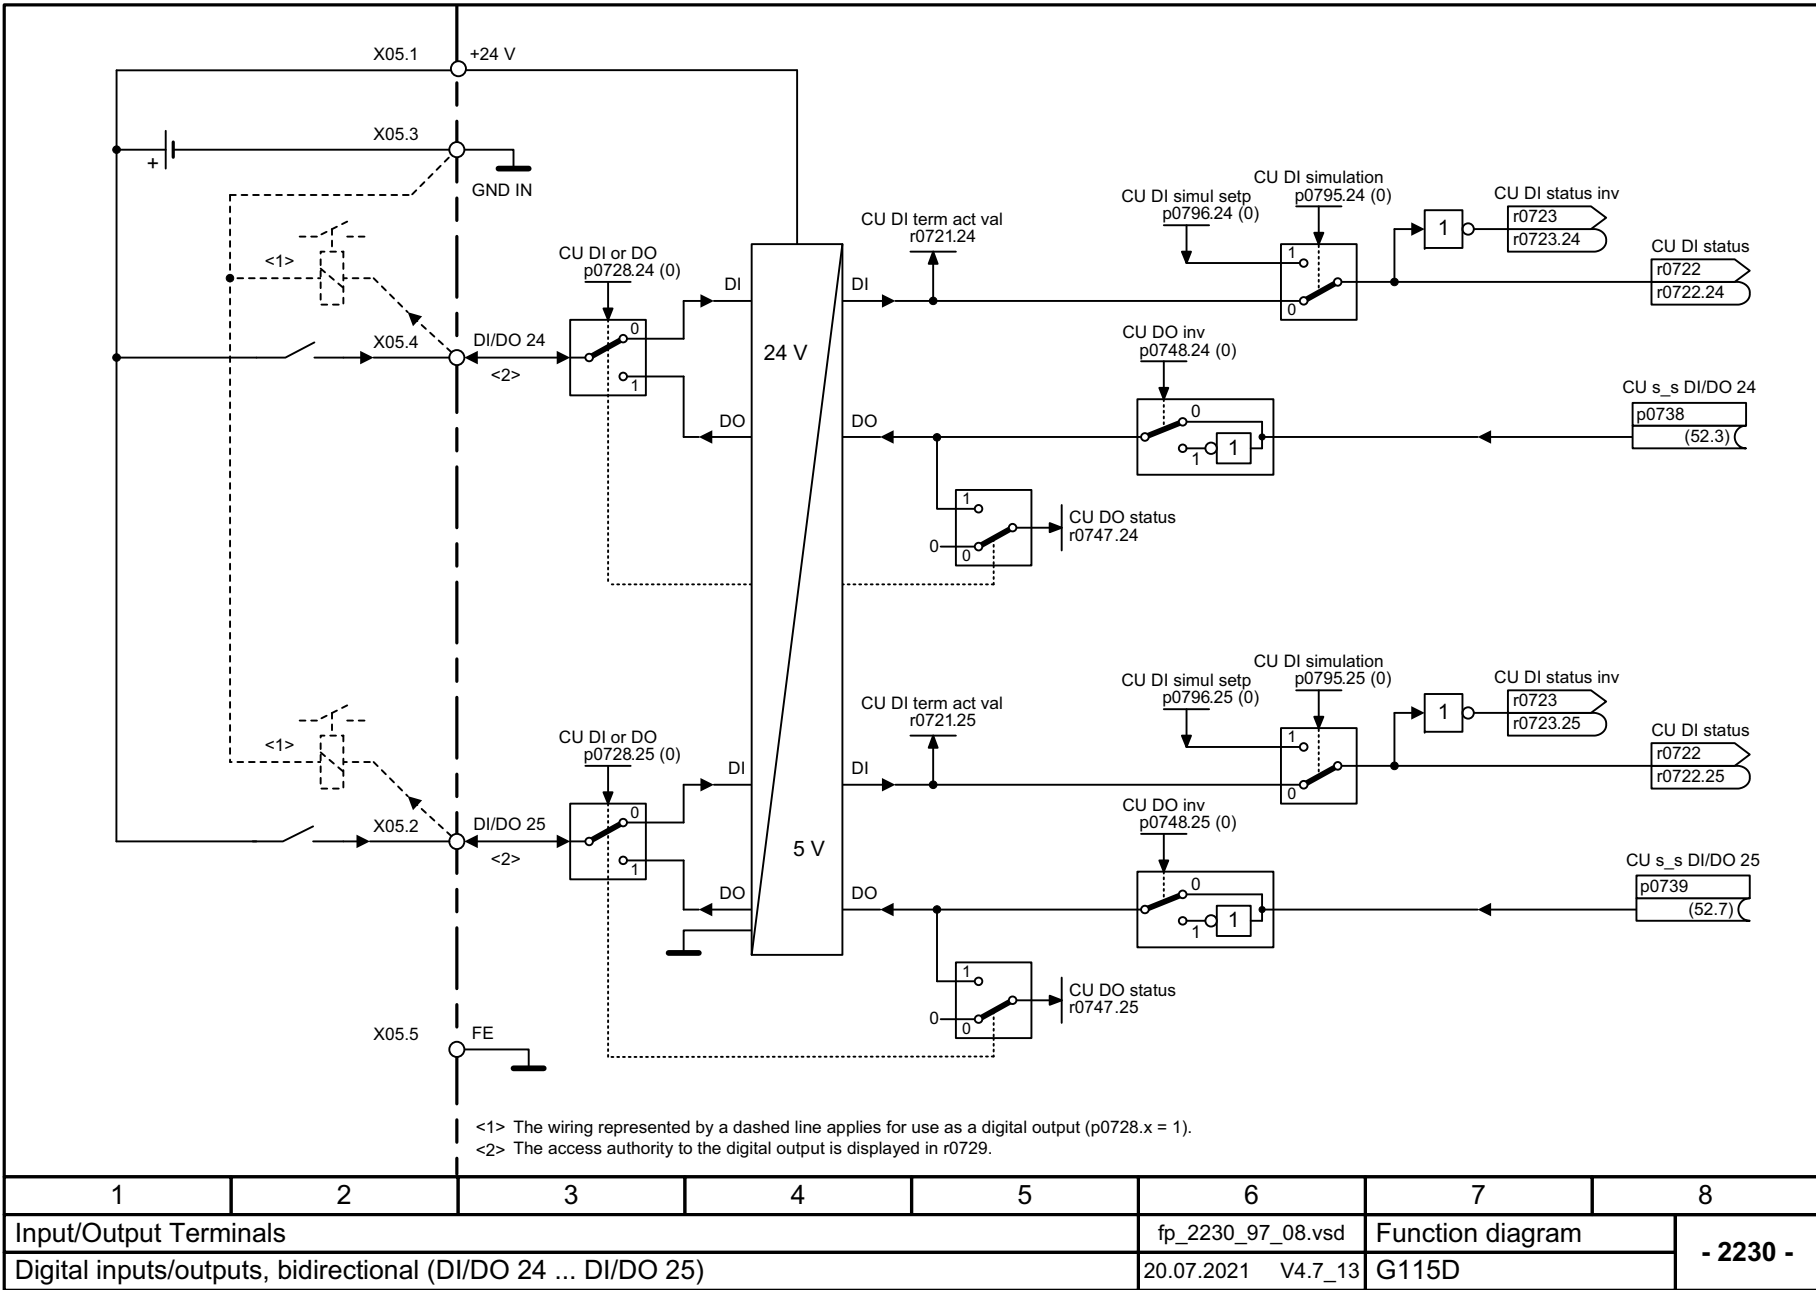 X05.1
+24 V
X05.3
+
GND IN
CU DI simulation
p0795.24 (0)
CU DI simul setp
p0796.24 (0)
CU DI status inv
r0723
r0723.24
CU DI term act val
r0721.24
1
1
0
CU DI status
r0722
r0722.24
<1>
CU DI or DO
p0728.24 (0)
DI
DI
X05.4
DI/DO 24
<2>
0
1
24 V
CU DO inv
p0748.24 (0)
CU s_s DI/DO 24
p0738
(52.3)
DO
DO
0
1
1
1
0
0
CU DO status
r0747.24
CU DI simulation
p0795.25 (0)
CU DI simul setp
p0796.25 (0)
CU DI status inv
r0723
r0723.25
CU DI term act val
r0721.25
1
1
0
CU DI status
r0722
r0722.25
<1>
CU DI or DO
p0728.25 (0)
DI
DI
X05.2
DI/DO 25
<2>
0
1
5 V
CU DO inv
p0748.25 (0)
CU s_s DI/DO 25
p0739
(52.7)
DO
DO
0
1
1
1
0
0
CU DO status
r0747.25
X05.5
FE
<1> The wiring represented by a dashed line applies for use as a digital output (p0728.x = 1).
<2> The access authority to the digital output is displayed in r0729.
1 2 3 4 5 6 7 8
Input/Output Terminals
fp_2230_97_08.vsd
Function diagram
- 2230 -
Digital inputs/outputs, bidirectional (DI/DO 24 ... DI/DO 25)
20.07.2021 V4.7_13
G115D